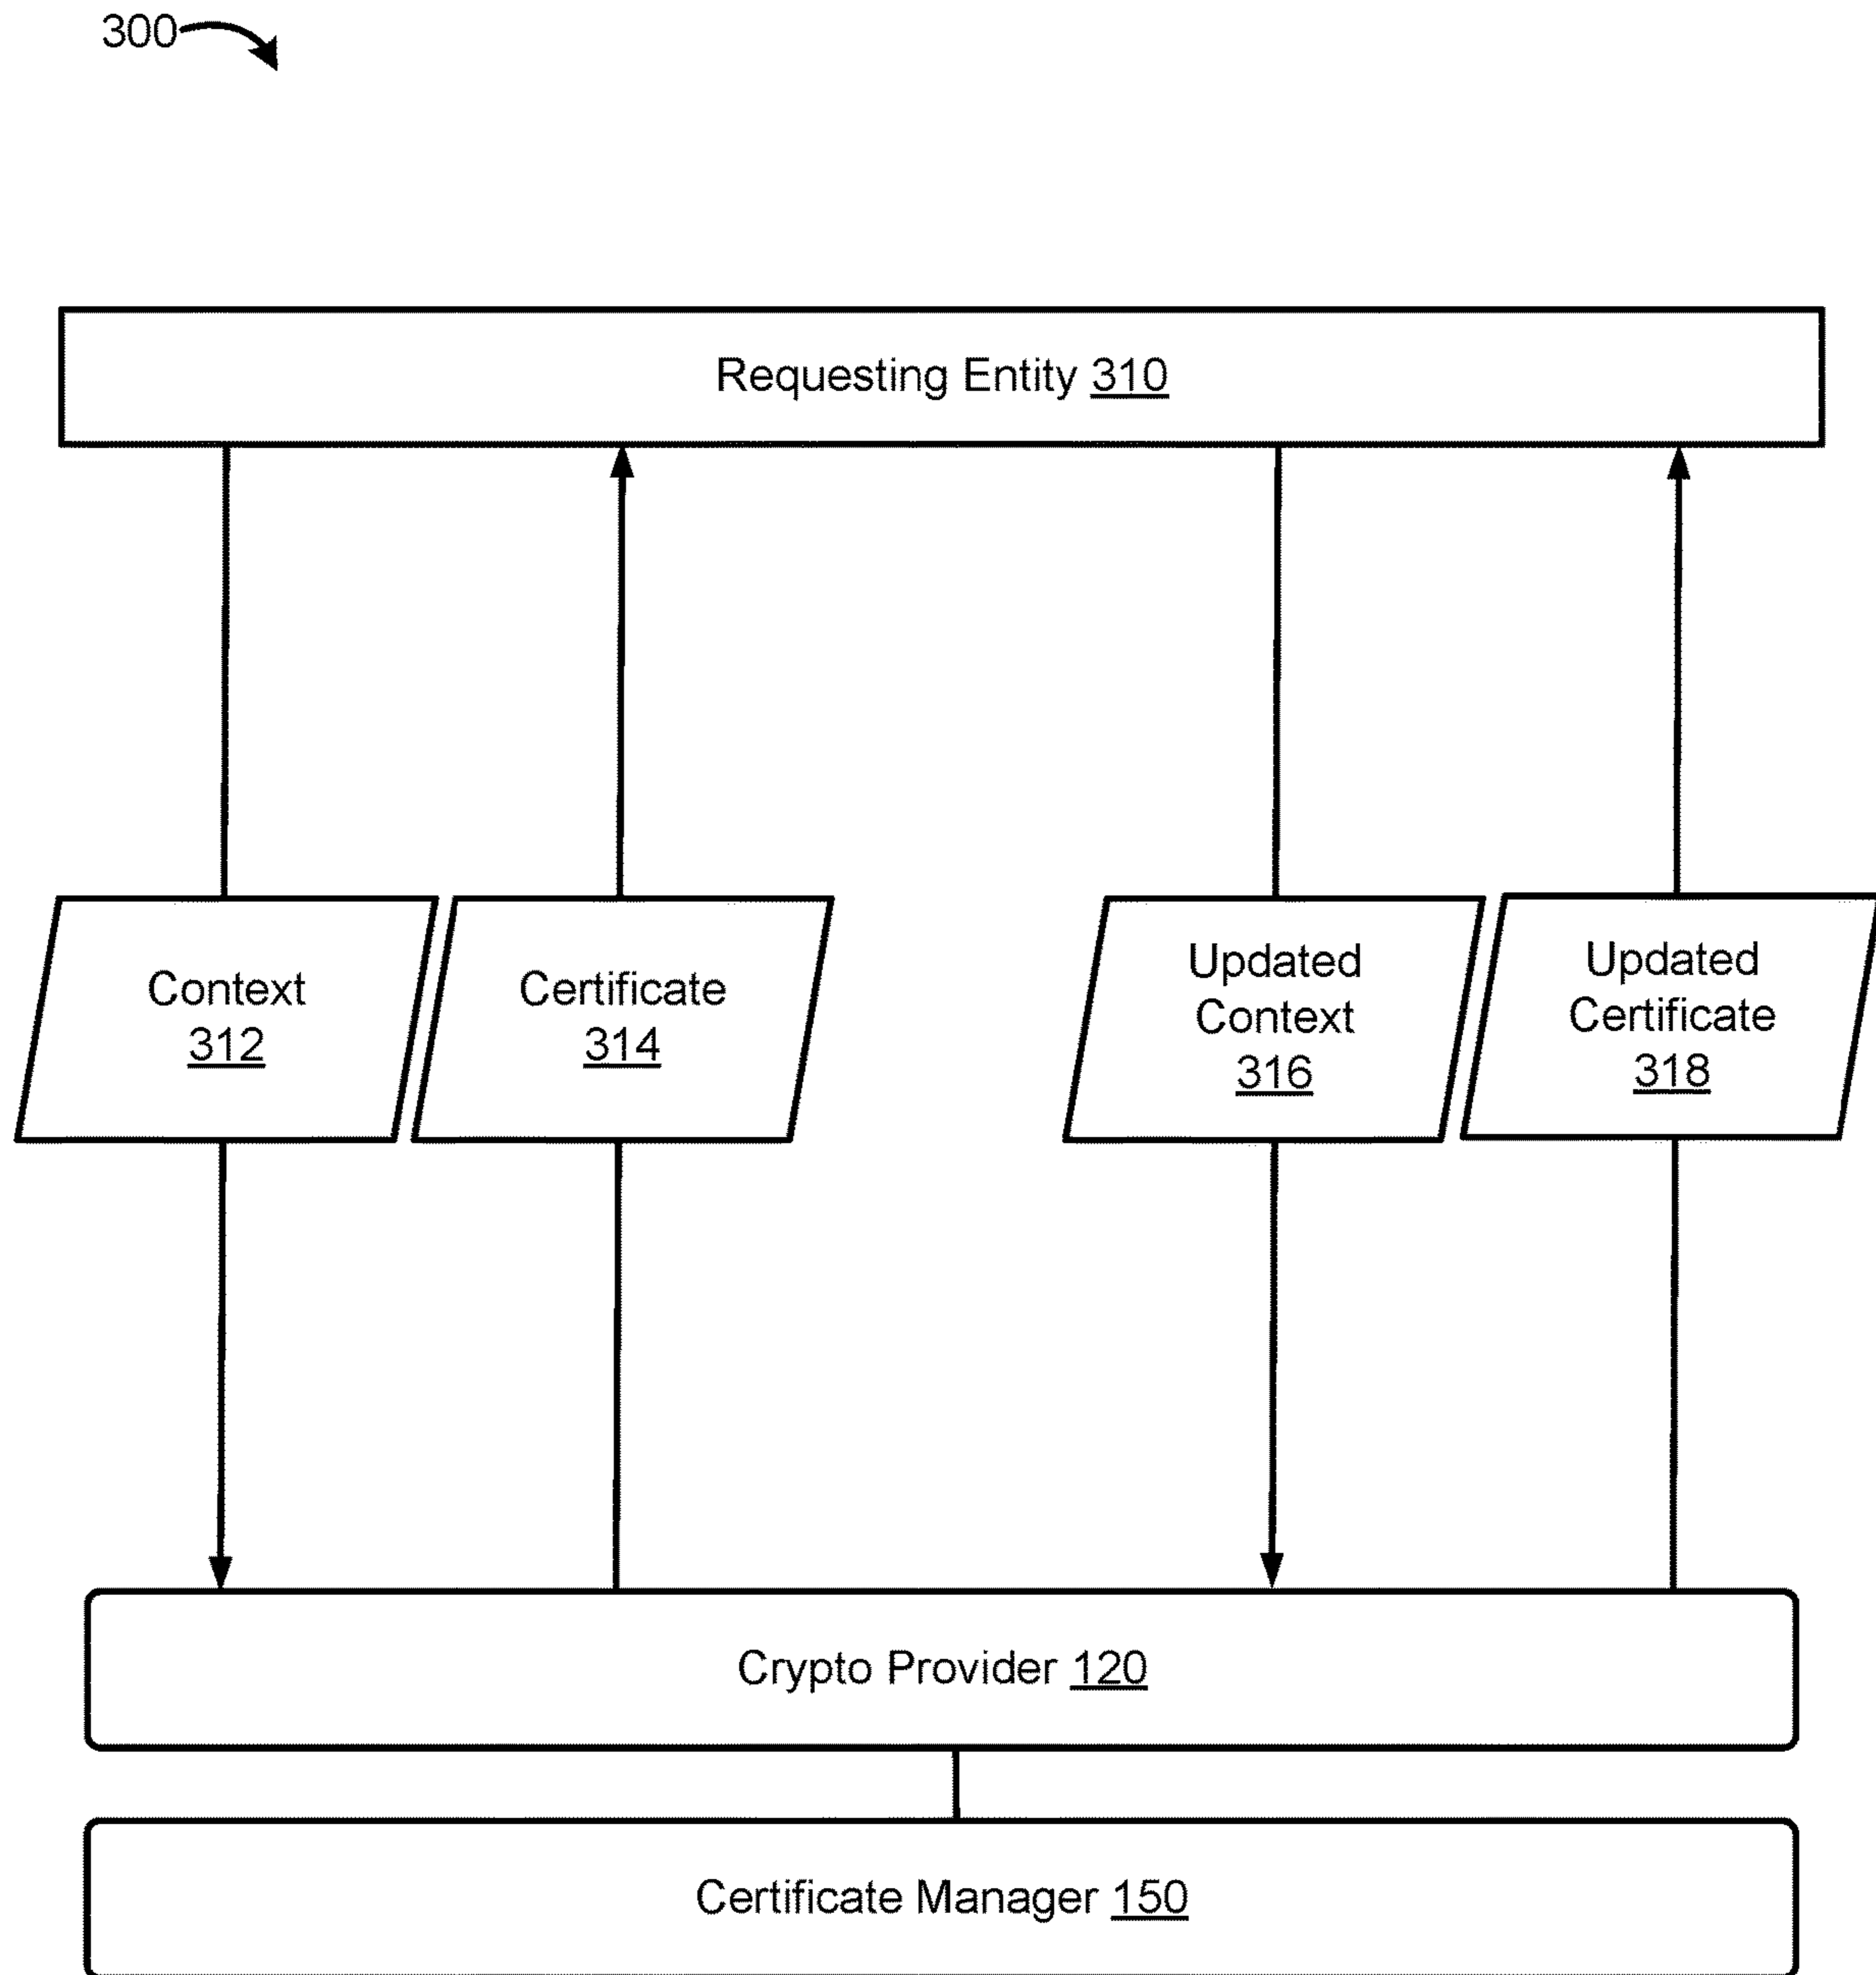 300
Requesting Entity 310
Context
312
Certificate
314
Updated
Context
316
Updated
Certificate
318
Crypto Provider 120
Certificate Manager 150